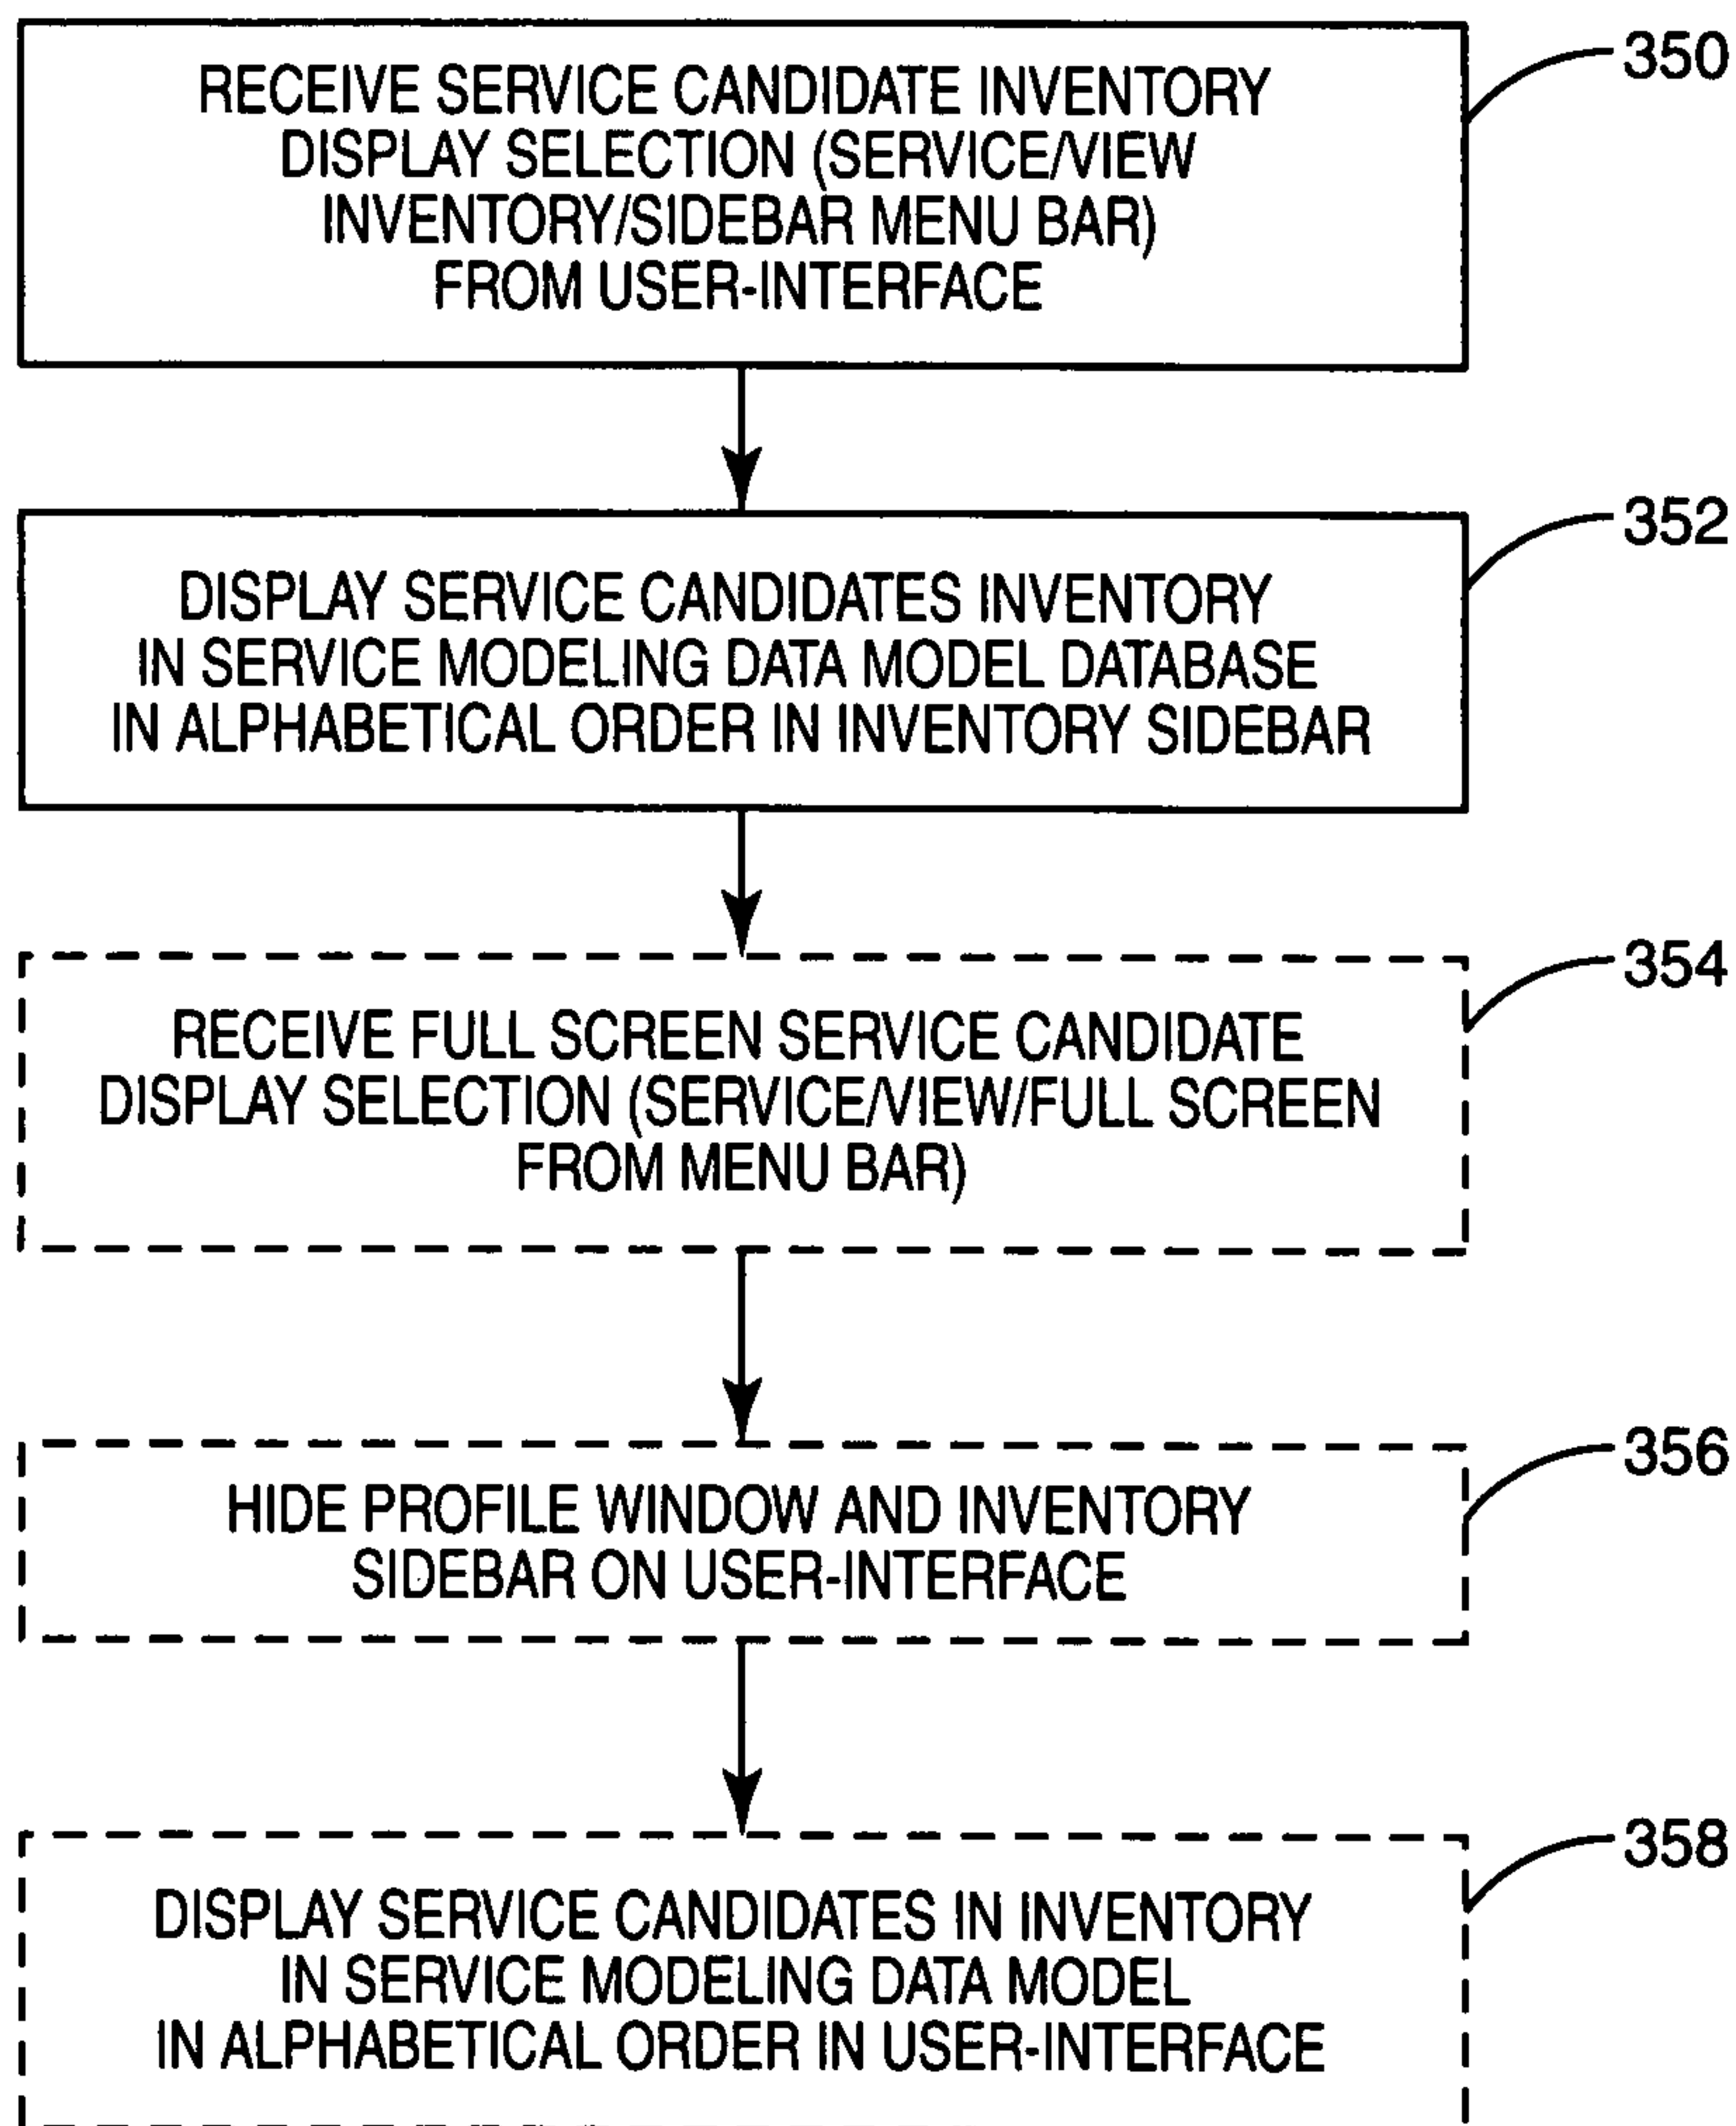 RECEIVE SERVICE CANDIDATE INVENTORY
DISPLAY SELECTION (SERVICE/VIEW
INVENTORY/SIDEBAR MENU BAR)
FROM USER-INTERFACE
350
DISPLAY SERVICE CANDIDATES INVENTORY
IN SERVICE MODELING DATA MODEL DATABASE
IN ALPHABETICAL ORDER IN INVENTORY SIDEBAR
352
RECEIVE FULL SCREEN SERVICE CANDIDATE
DISPLAY SELECTION (SERVICE/VIEW/FULL SCREEN
FROM MENU BAR)
354
HIDE PROFILE WINDOW AND INVENTORY
SIDEBAR ON USER-INTERFACE
356
DISPLAY SERVICE CANDIDATES IN INVENTORY
IN SERVICE MODELING DATA MODEL
IN ALPHABETICAL ORDER IN USER-INTERFACE
358